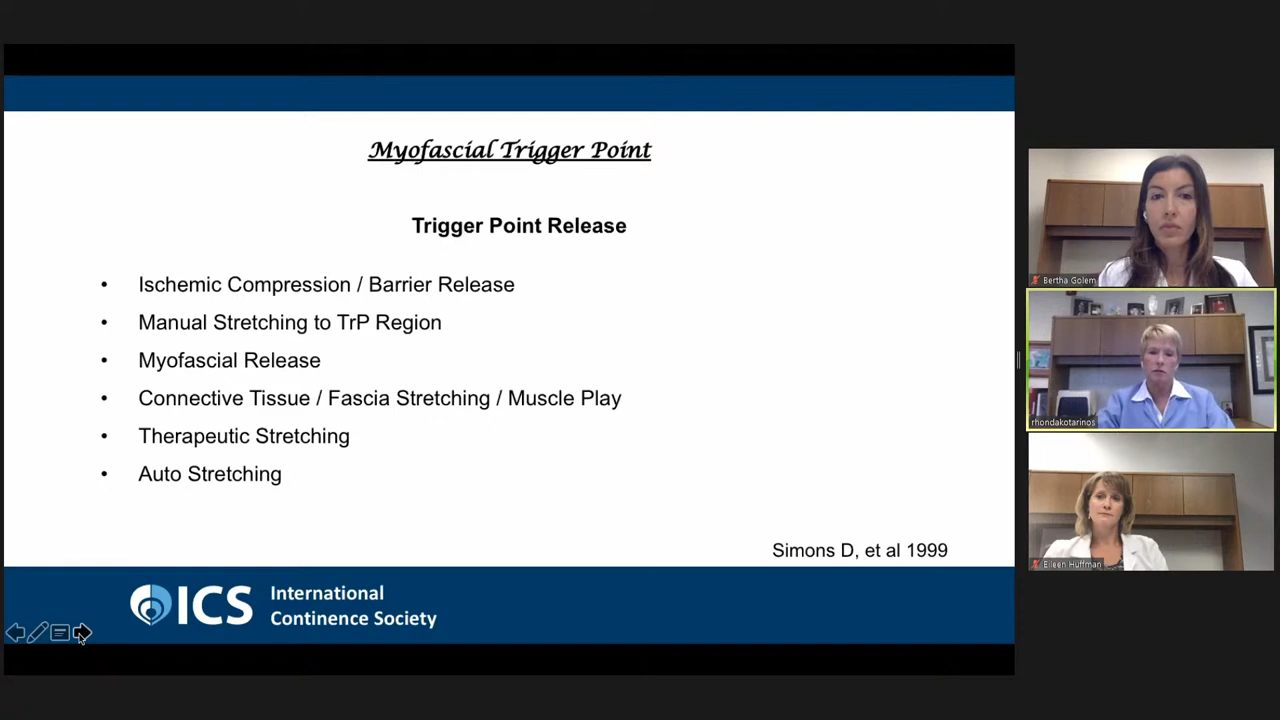 Myofascial Trigger Point
Trigger Point Release
• Ischemic Compression / Barrier Release
• Manual Stretching to TrP Region
• Myofascial Release
• Connective Tissue / Fascia Stretching / Muscle Play
• Therapeutic Stretching
• Auto Stretching
Simons D, et al 1999
ICS
International
Continence Society
Bertha Golem
rhondakotarinos
Eileen Huffman